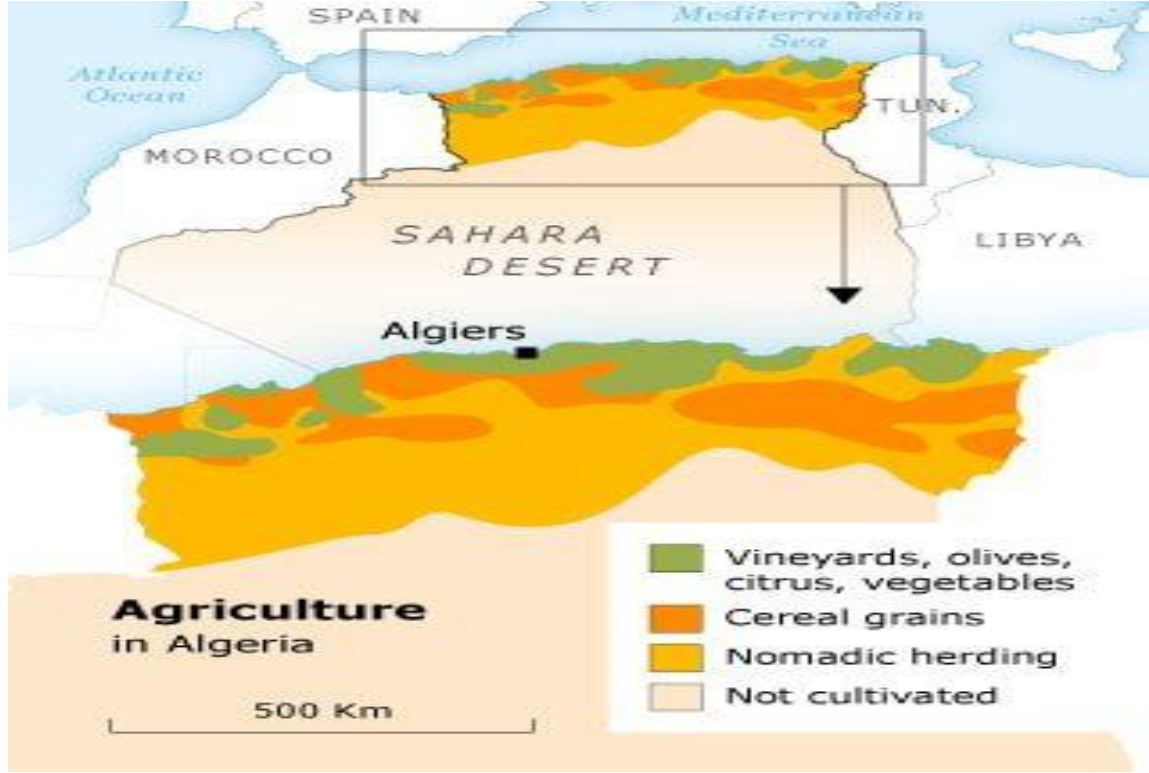 SPAIN
Mediterranean
Sea
Atlantic
Ocean
TUN.
MOROCCO
SAHARA
DESERT
LIBYA
Algiers
Vineyards, olives,
citrus, vegetables
Cereal grains
Nomadic herding
Not cultivated
Agriculture
in Algeria
500 Km